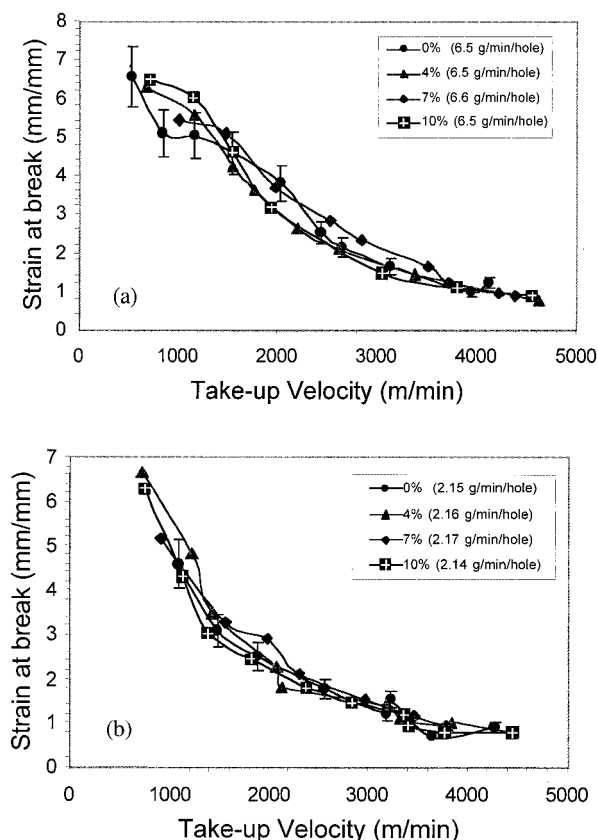 8
7
6
5
4
3
2
1
0
Strain at break (mm/mm)
0% (6.5 g/min/hole)
4% (6.5 g/min/hole)
7% (6.6 g/min/hole)
10% (6.5 g/min/hole)
(a)
0 1000 2000 3000 4000 5000
Take-up Velocity (m/min)
7
6
5
4
3
2
1
0
Strain at break (mm/mm)
0% (2.15 g/min/hole)
4% (2.16 g/min/hole)
7% (2.17 g/min/hole)
10% (2.14 g/min/hole)
(b)
0 1000 2000 3000 4000 5000
Take-up Velocity (m/min)